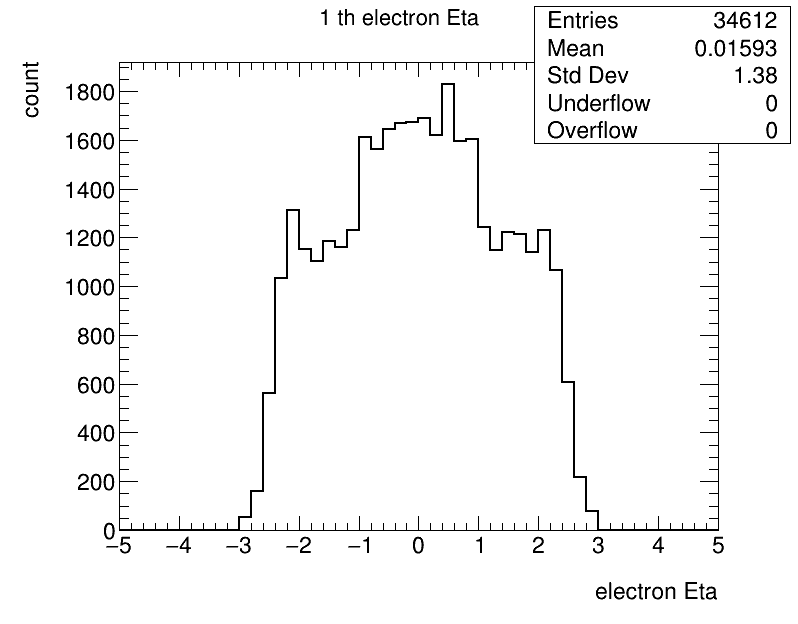 1 th electron Eta
Entries 34612
Mean 0.01593
Std Dev 1.38
Underflow 0
Overflow 0
count
1800
1600
1400
1200
1000
800
600
400
200
0
−5 −4 −3 −2 −1 0 1 2 3 4 5
electron Eta